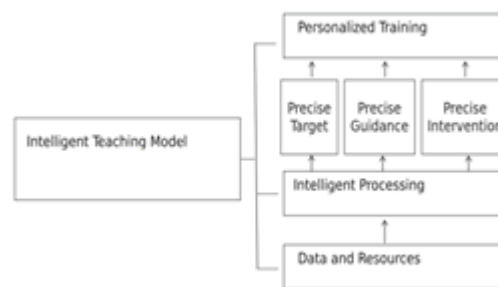 Personalized Training
Precise
Target
Precise
Guidance
Precise
Intervention
Intelligent Teaching Model
Intelligent Processing
Data and Resources